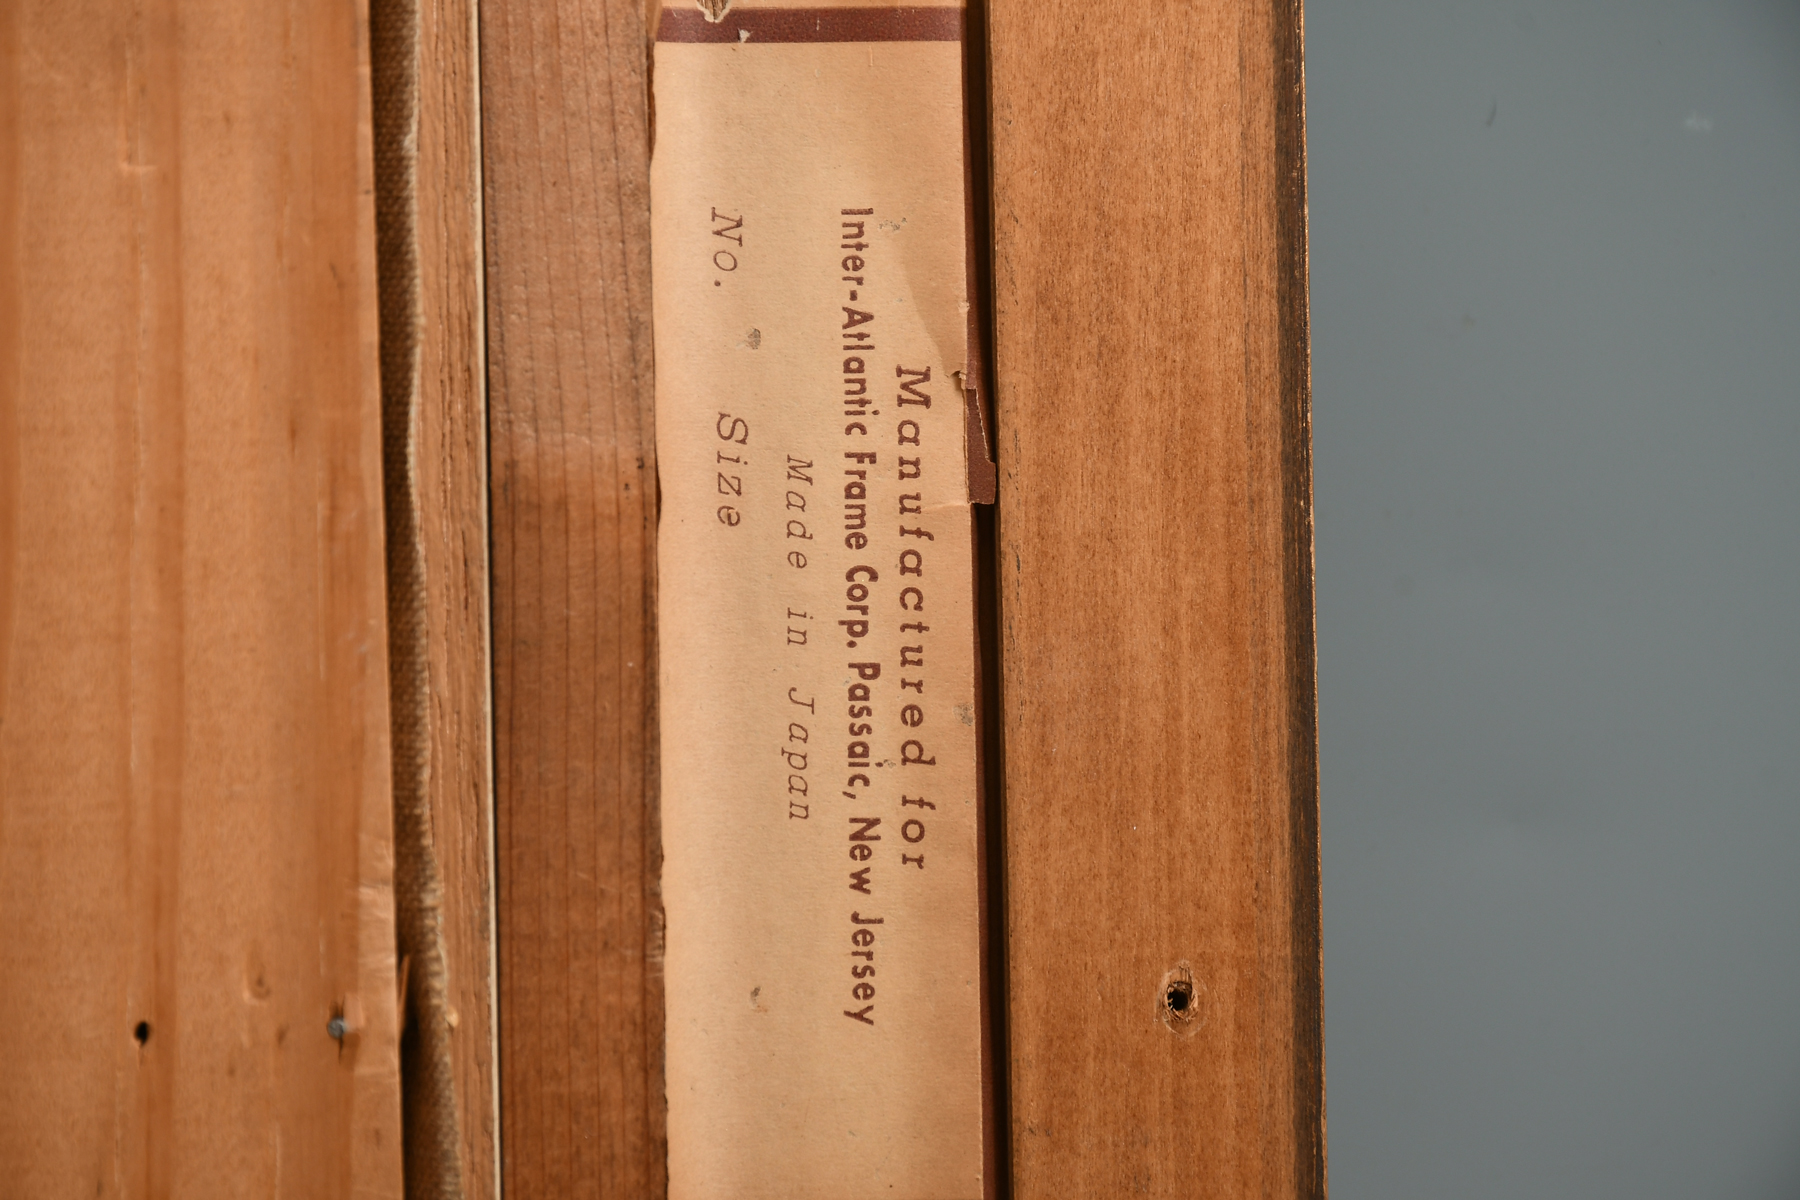 Manufactured for
Inter-Atlantic Frame Corp. Passaic, New Jersey
Made in Japan
No. Size